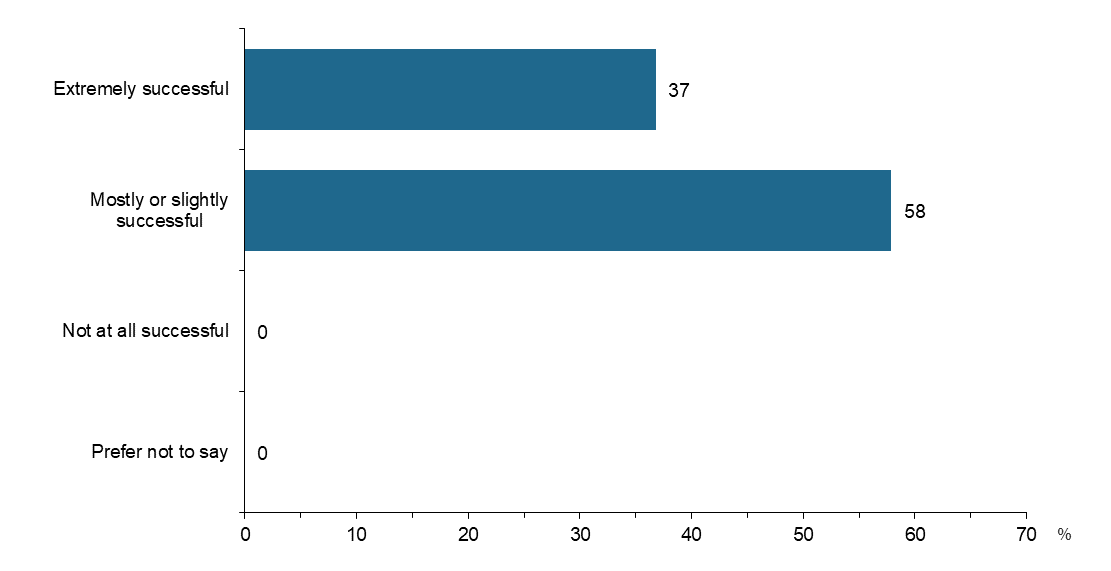 Extremely successful
37
Mostly or slightly
successful
58
Not at all successful
0
Prefer not to say
0
0 10 20 30 40 50 60 70 %